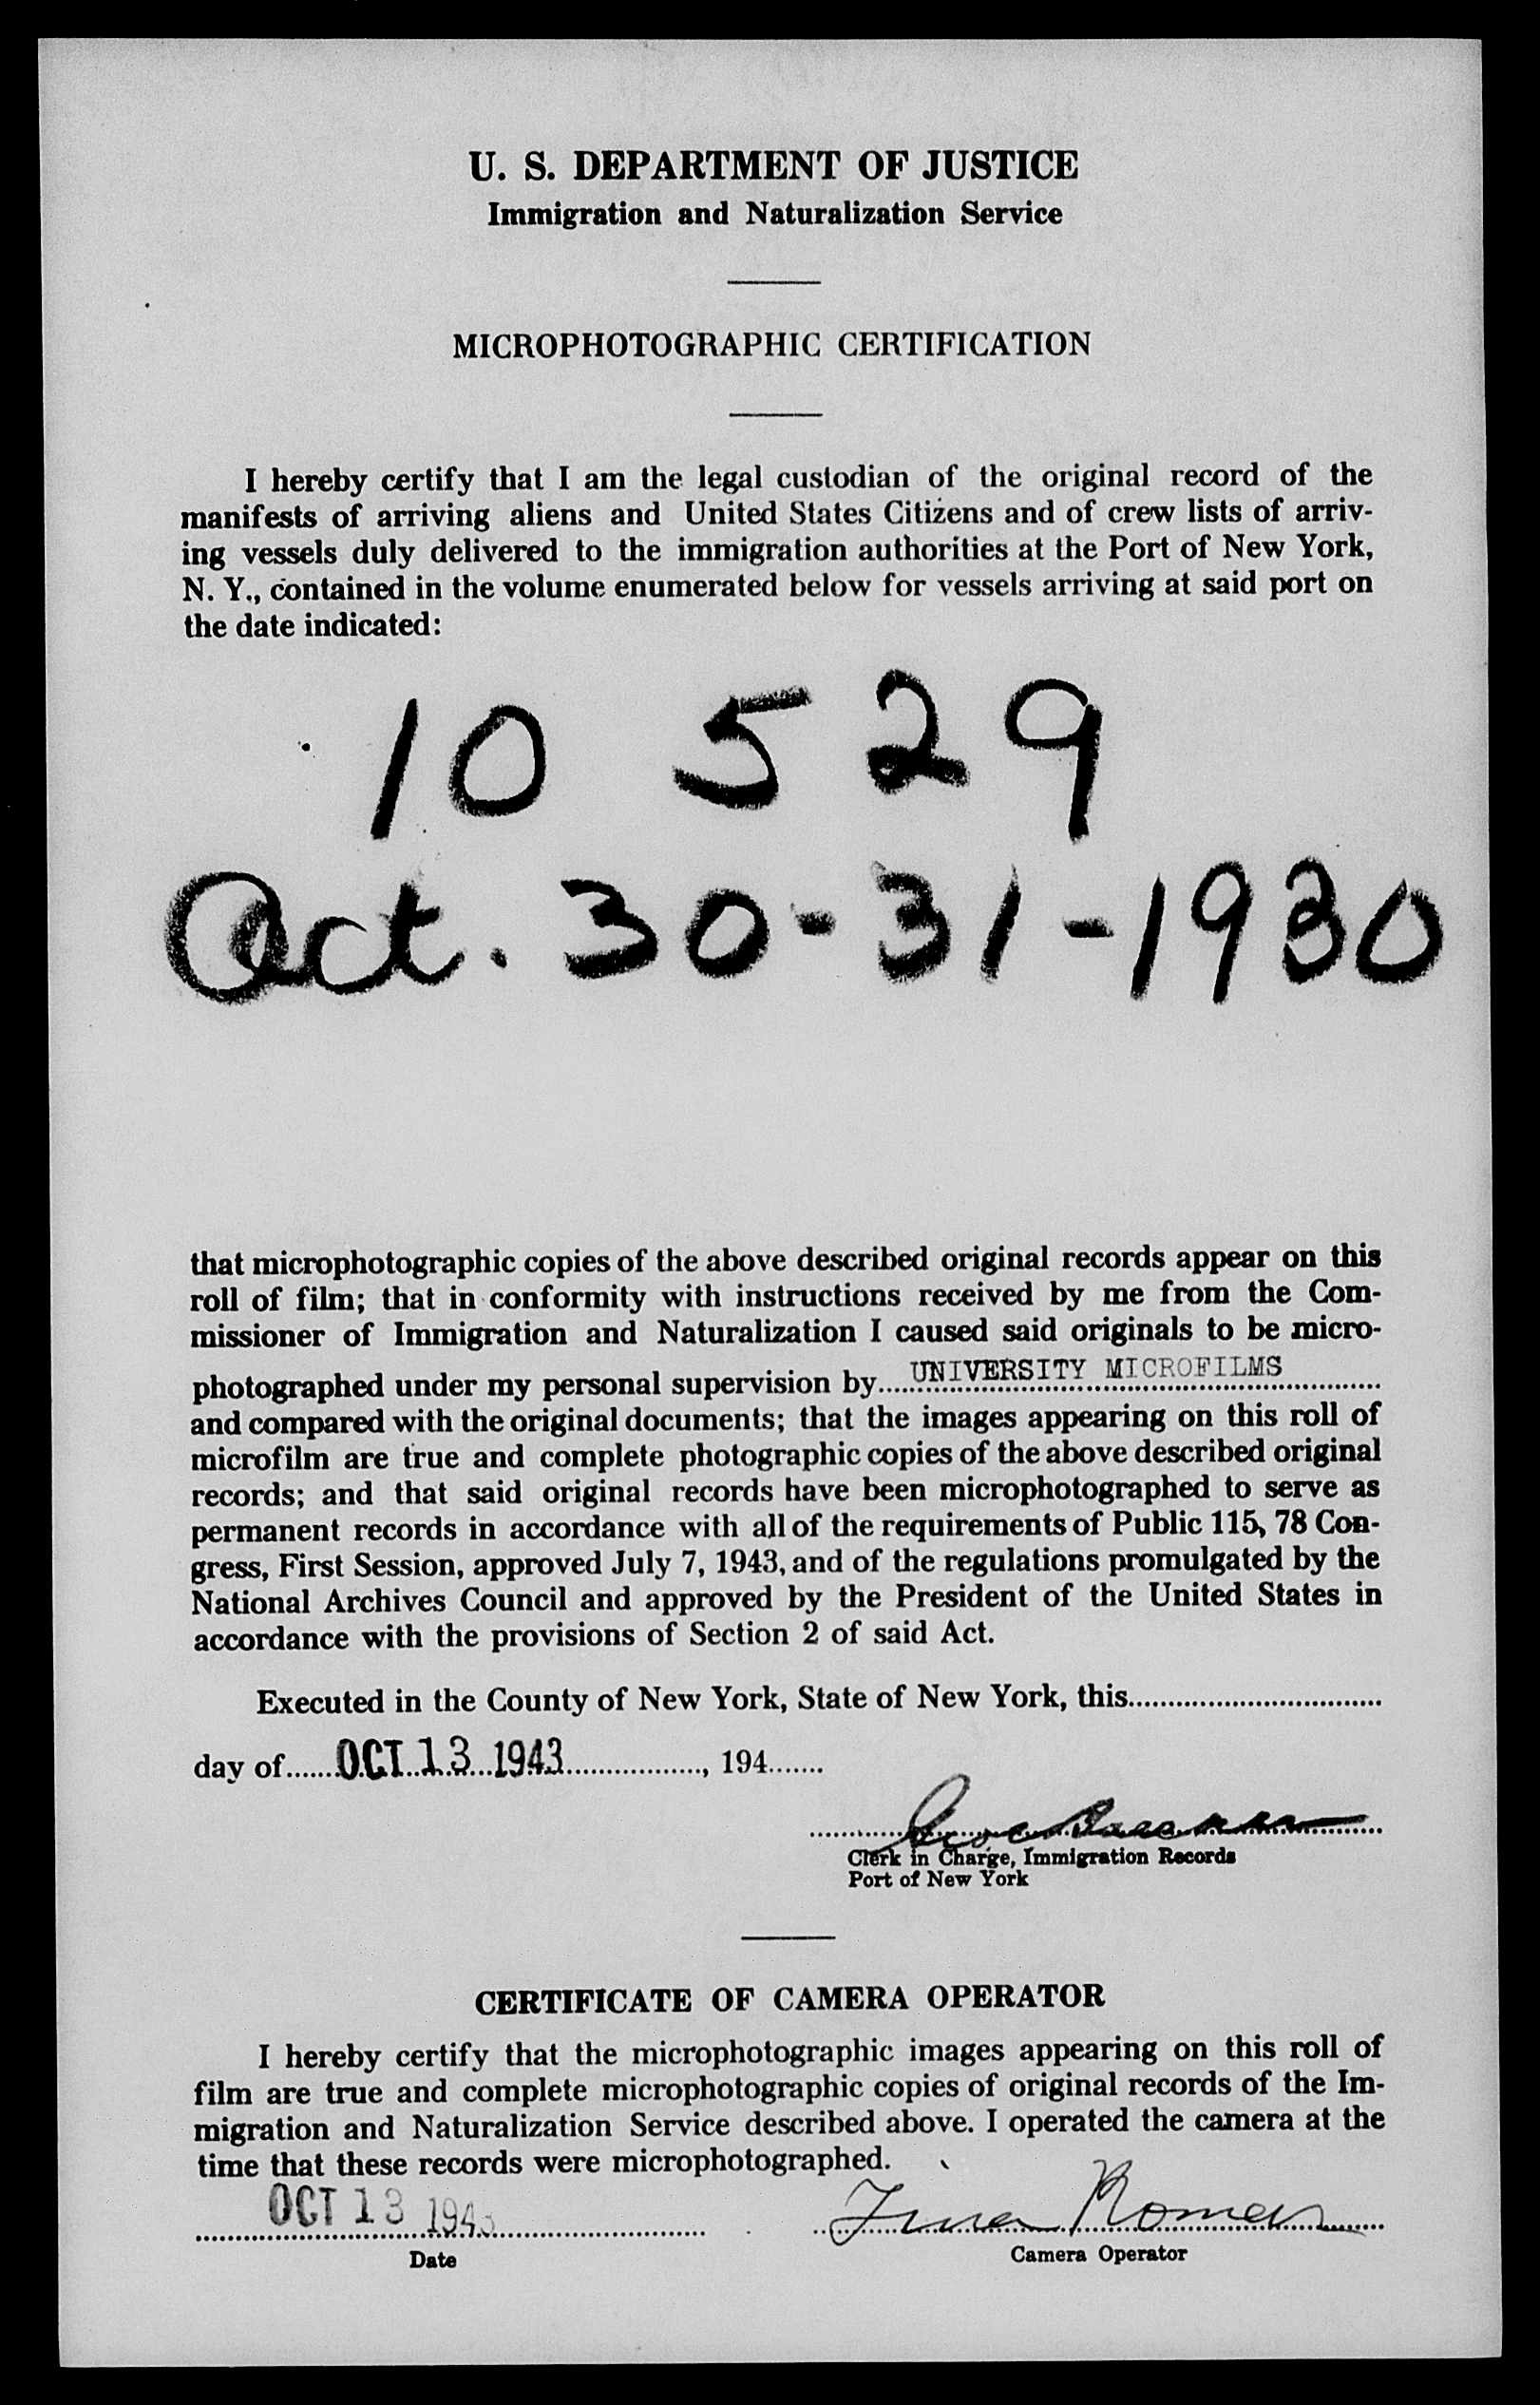 U. S. DEPARTMENT OF JUSTICE
Immigration and Naturalization Service
MICROPHOTOGRAPHIC CERTIFICATION
I hereby certify that I am the legal custodian of the original record of the
manifests of arriving aliens and United States Citizens and of crew lists of arriv-
ing vessels duly delivered to the immigration authorities at the Port of New York,
N. Y., contained in the volume enumerated below for vessels arriving at said port on
the date indicated:
10 529
Oct. 30-31-1930
that microphotographic copies of the above described original records appear on this
roll of film; that in conformity with instructions received by me from the Com-
missioner of Immigration and Naturalization I caused said originals to be micro-
photographed under my personal supervision by UNIVERSITY MICROFILMS
and compared with the original documents; that the images appearing on this roll of
microfilm are true and complete photographic copies of the above described original
records; and that said original records have been microphotographed to serve as
permanent records in accordance with all of the requirements of Public 115, 78 Con-
gress, First Session, approved July 7, 1943, and of the regulations promulgated by the
National Archives Council and approved by the President of the United States in
accordance with the provisions of Section 2 of said Act.
Executed in the County of New York, State of New York, this
day of OCT 13 1943, 194
Clerk in Charge, Immigration Records
Port of New York
CERTIFICATE OF CAMERA OPERATOR
I hereby certify that the microphotographic images appearing on this roll of
film are true and complete microphotographic copies of original records of the Im-
migration and Naturalization Service described above. I operated the camera at the
time that these records were microphotographed.
OCT 13 1943
Date
Camera Operator